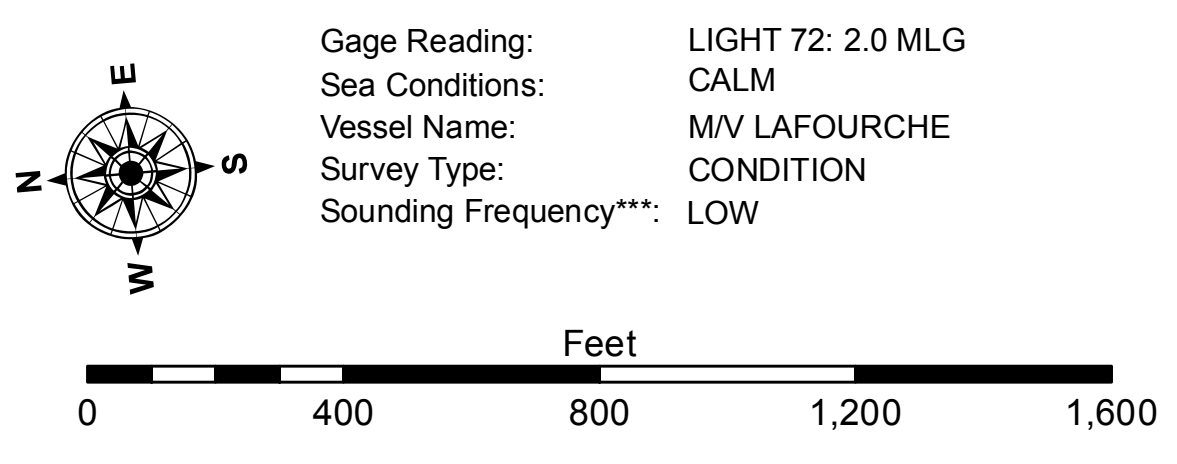 Gage Reading: LIGHT 72: 2.0 MLG
Sea Conditions: CALM
Vessel Name: M/V LAFOURCHE
Survey Type: CONDITION
Sounding Frequency***: LOW
E
N
S
W
Feet
0 400 800 1,200 1,600